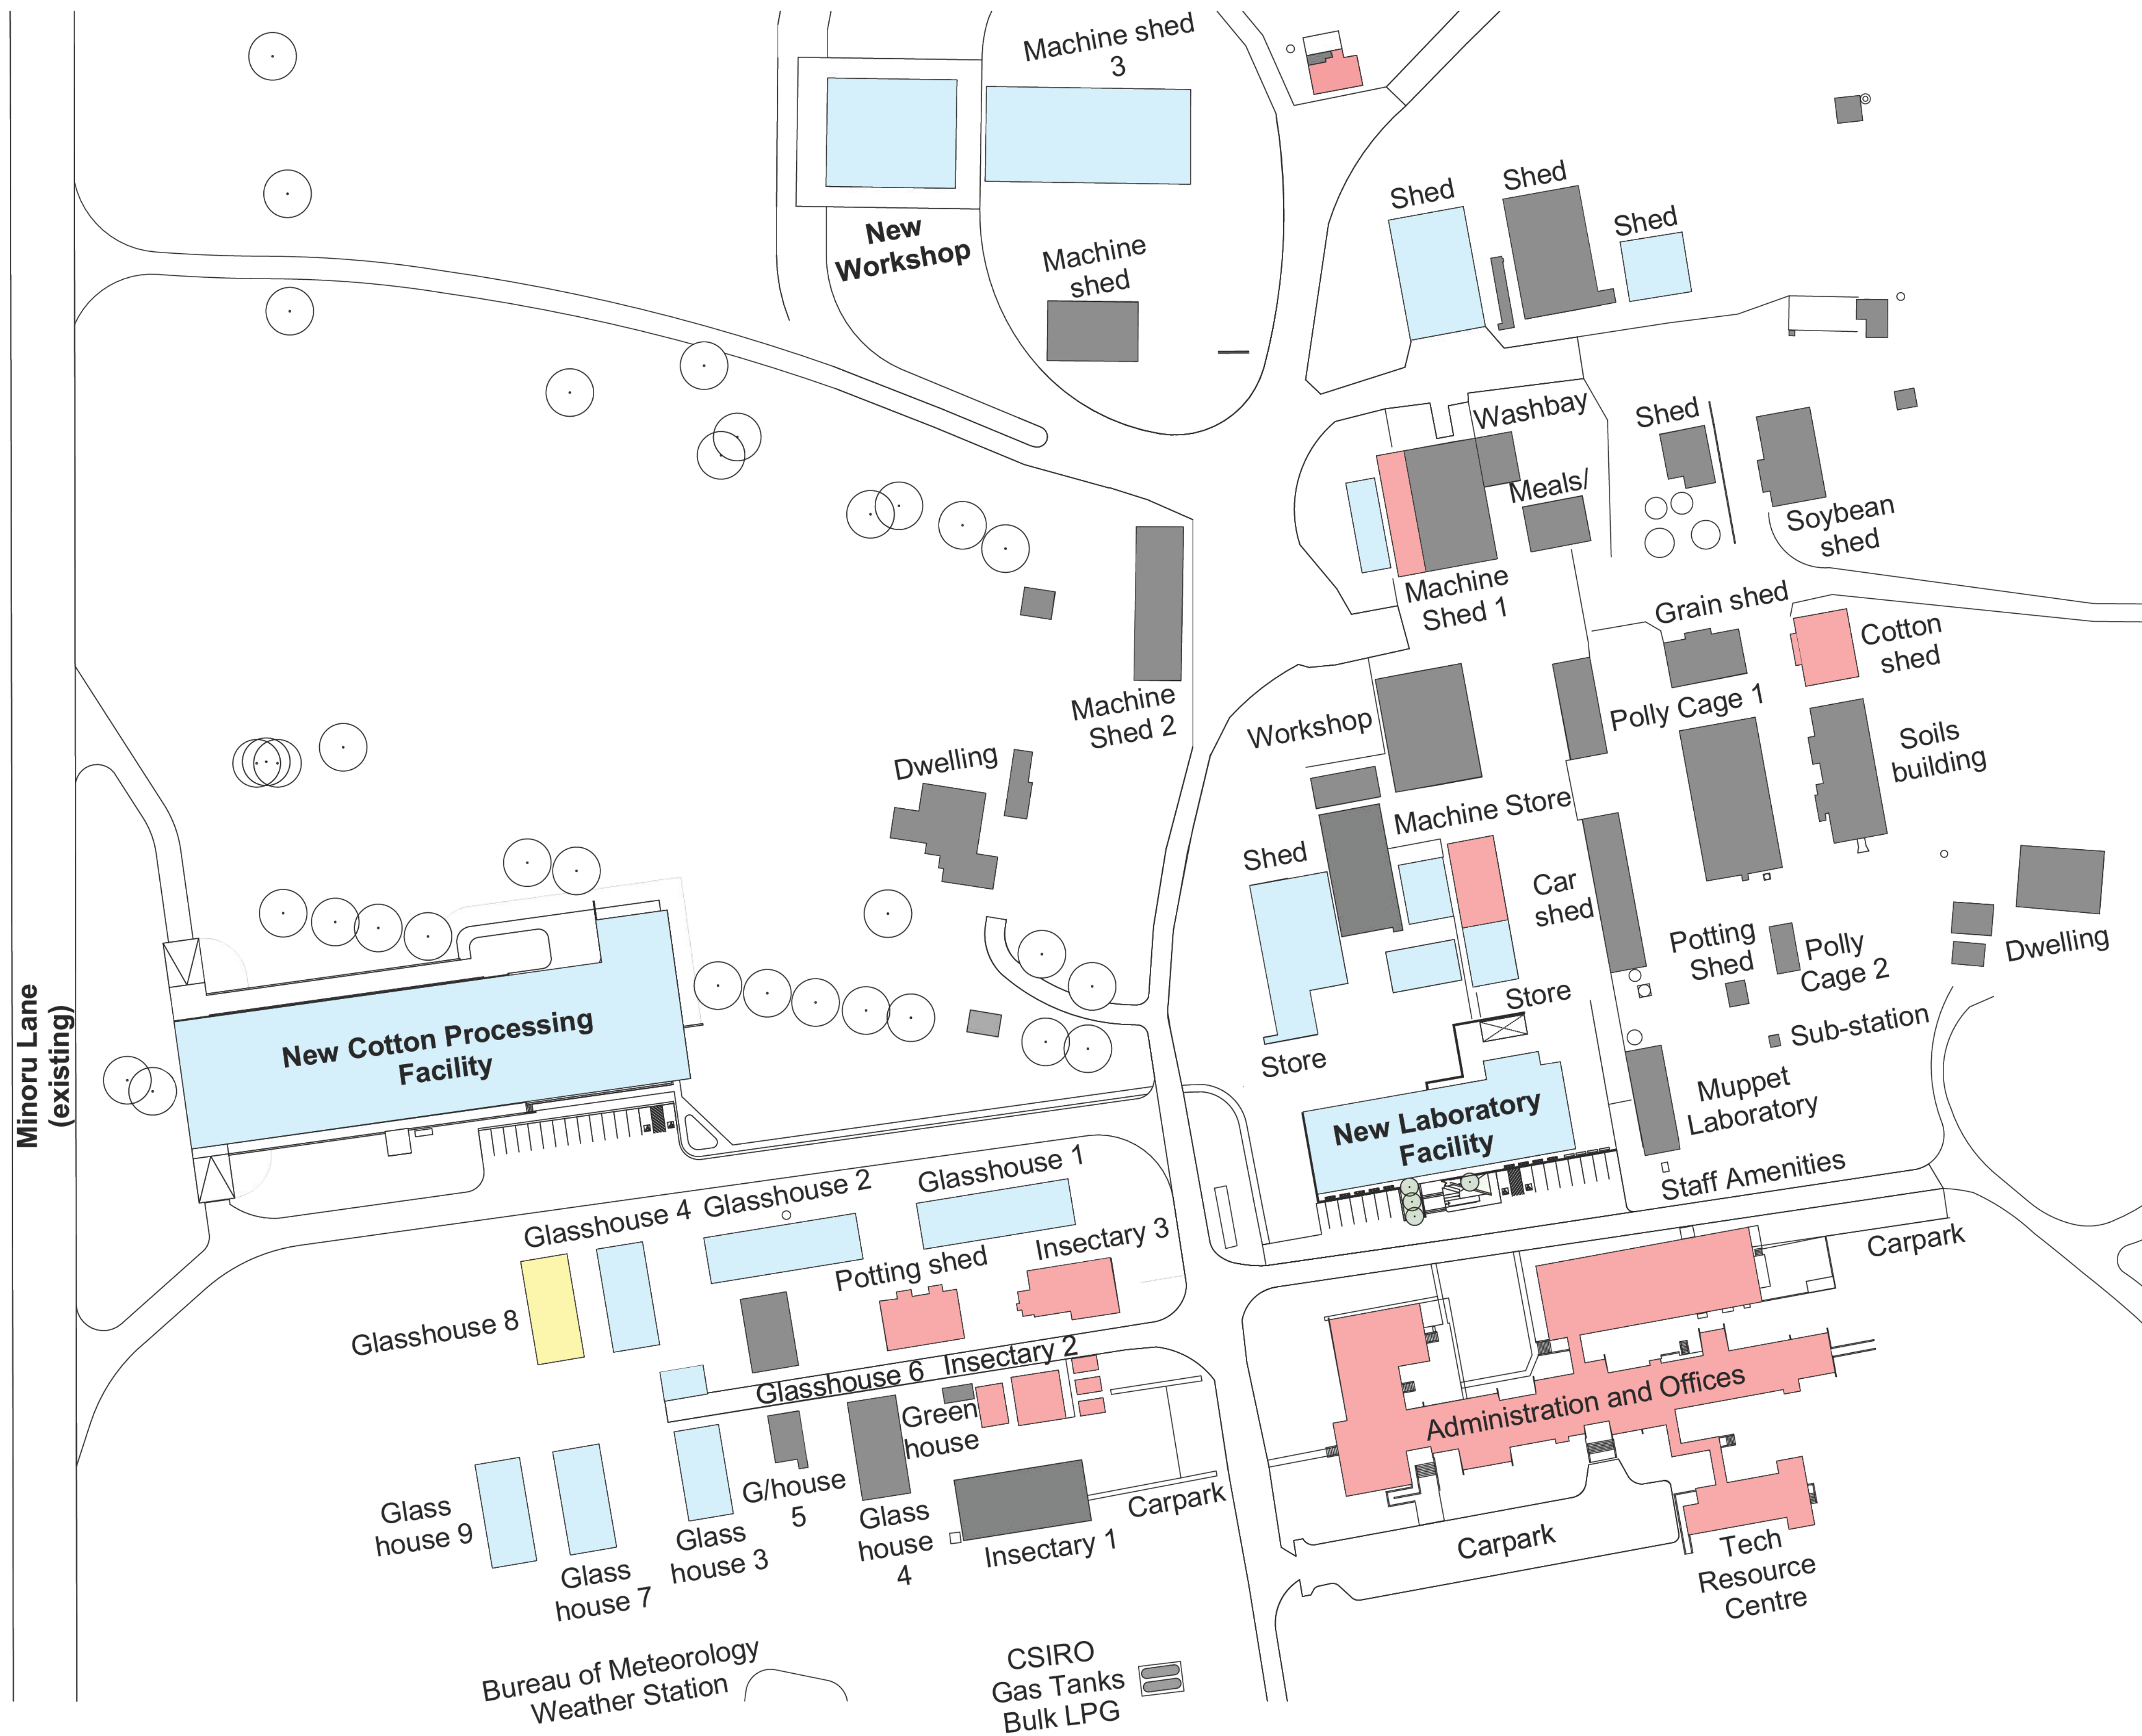 Machine shed
3
New
Workshop
Machine
shed
Shed
Shed
Shed
Washbay
Shed
Meals/
Soybean
shed
Machine
Shed 1
Grain shed
Cotton
shed
Machine
Shed 2
Workshop
Polly Cage 1
Soils
building
Dwelling
Machine Store
Shed
Car
shed
Potting
Shed
Polly
Cage 2
Dwelling
Store
Store
Sub-station
Minoru Lane
(existing)
New Cotton Processing
Facility
Muppet
Laboratory
New Laboratory
Facility
Staff Amenities
Glasshouse 1
Glasshouse 2
Glasshouse 4
Carpark
Insectary 3
Potting shed
Glasshouse 8
Insectary 2
Glasshouse 6
Green
house
Administration and Offices
G/house
5
Carpark
Glass
house 9
Glass
house 3
Glass
house
4
Insectary 1
Glass
house 7
Carpark
Tech
Resource
Centre
Bureau of Meteorology
Weather Station
CSIRO
Gas Tanks
Bulk LPG